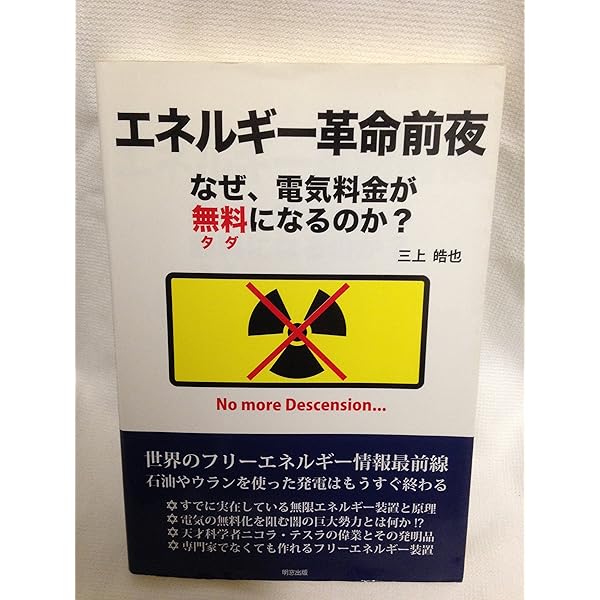 エネルギー革命前夜
なぜ、電気料金が
無料になるのか?
タダ
三上 皓也
No more Descension...
世界のフリーエネルギー情報最前線
石油やウランを使った発電はもうすぐ終わる
✡すでに実在している無限エネルギー装置と原理
✡電気の無料化を阻む闇の巨大勢力とは何か!?
✡天才科学者ニコラ・テスラの偉業とその発明品
✡専門家でなくても作れるフリーエネルギー装置
明窓出版